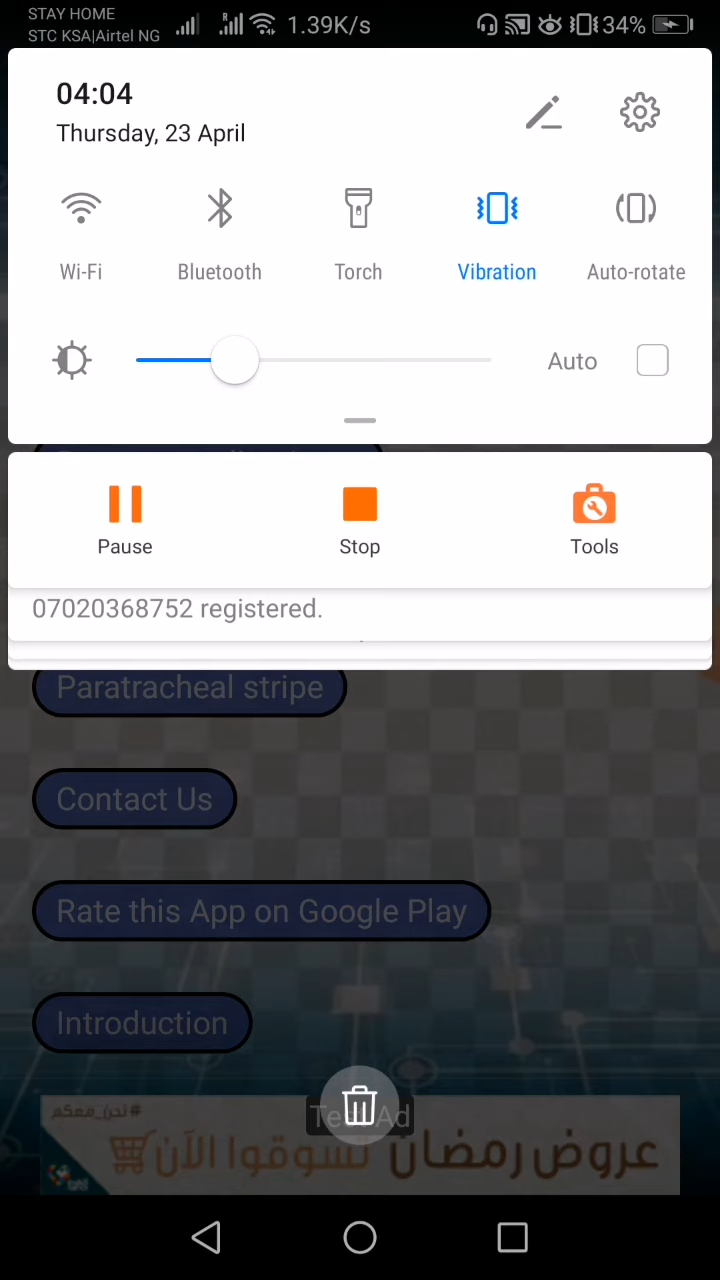 STAY HOME
STC KSA|Airtel NG
R
1.39K/s
34%
04:04
Thursday, 23 April
Wi-Fi
Bluetooth
Torch
Vibration
Auto-rotate
Auto
Pause
Stop
Tools
07020368752 registered.
Paratracheal stripe
Contact Us
Rate this App on Google Play
Introduction
#نحن_معكم
Test Ad
عروض رمضان تسوقوا الآن